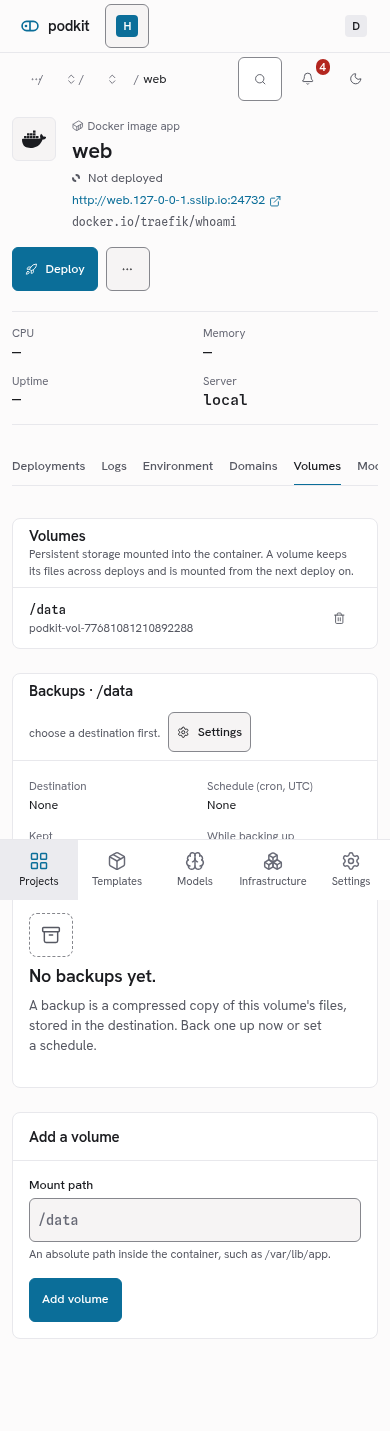 podkit
H
D
../
/
/ web
4
Docker image app
web
Not deployed
http://web.127-0-0-1.sslip.io:24732
docker.io/traefik/whoami
Deploy
...
CPU
—
Memory
—
Uptime
—
Server
local
Deployments Logs Environment Domains Volumes
Volumes
Persistent storage mounted into the container. A volume keeps
its files across deploys and is mounted from the next deploy on.
/data
podkit-vol-77681081210892288
Backups · /data
choose a destination first.
Settings
Destination
None
Schedule (cron, UTC)
None
Kept
While backing up
Projects
Templates
Models
Infrastructure
Settings
No backups yet.
A backup is a compressed copy of this volume's files,
stored in the destination. Back one up now or set
a schedule.
Add a volume
Mount path
/data
An absolute path inside the container, such as /var/lib/app.
Add volume